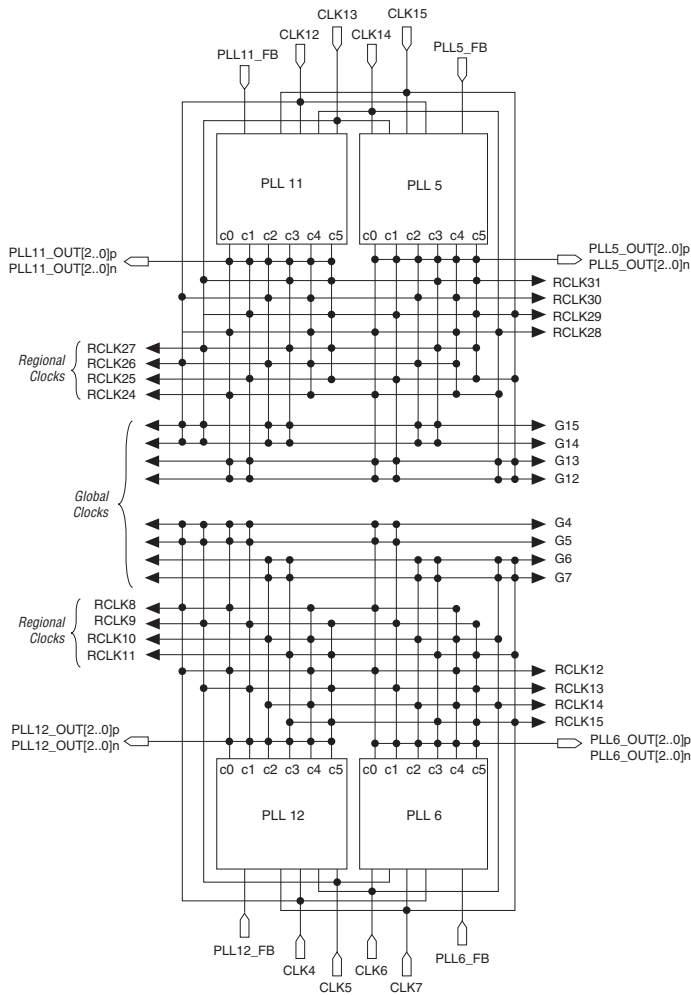 CLK13 CLK15
CLK12 CLK14
PLL11_FB PLL5_FB
PLL 11 PLL 5
c0 c1 c2 c3 c4 c5 c0 c1 c2 c3 c4 c5
PLL11_OUT[2..0]p PLL5_OUT[2..0]p
PLL11_OUT[2..0]n PLL5_OUT[2..0]n
RCLK31
RCLK30
RCLK29
RCLK28
Regional
Clocks
RCLK27
RCLK26
RCLK25
RCLK24
G15
G14
G13
G12
Global
Clocks
G4
G5
G6
G7
Regional
Clocks
RCLK8
RCLK9
RCLK10
RCLK11
RCLK12
RCLK13
RCLK14
RCLK15
PLL12_OUT[2..0]p PLL6_OUT[2..0]p
PLL12_OUT[2..0]n PLL6_OUT[2..0]n
c0 c1 c2 c3 c4 c5 c0 c1 c2 c3 c4 c5
PLL 12 PLL 6
PLL12_FB PLL6_FB
CLK4 CLK6
CLK5 CLK7